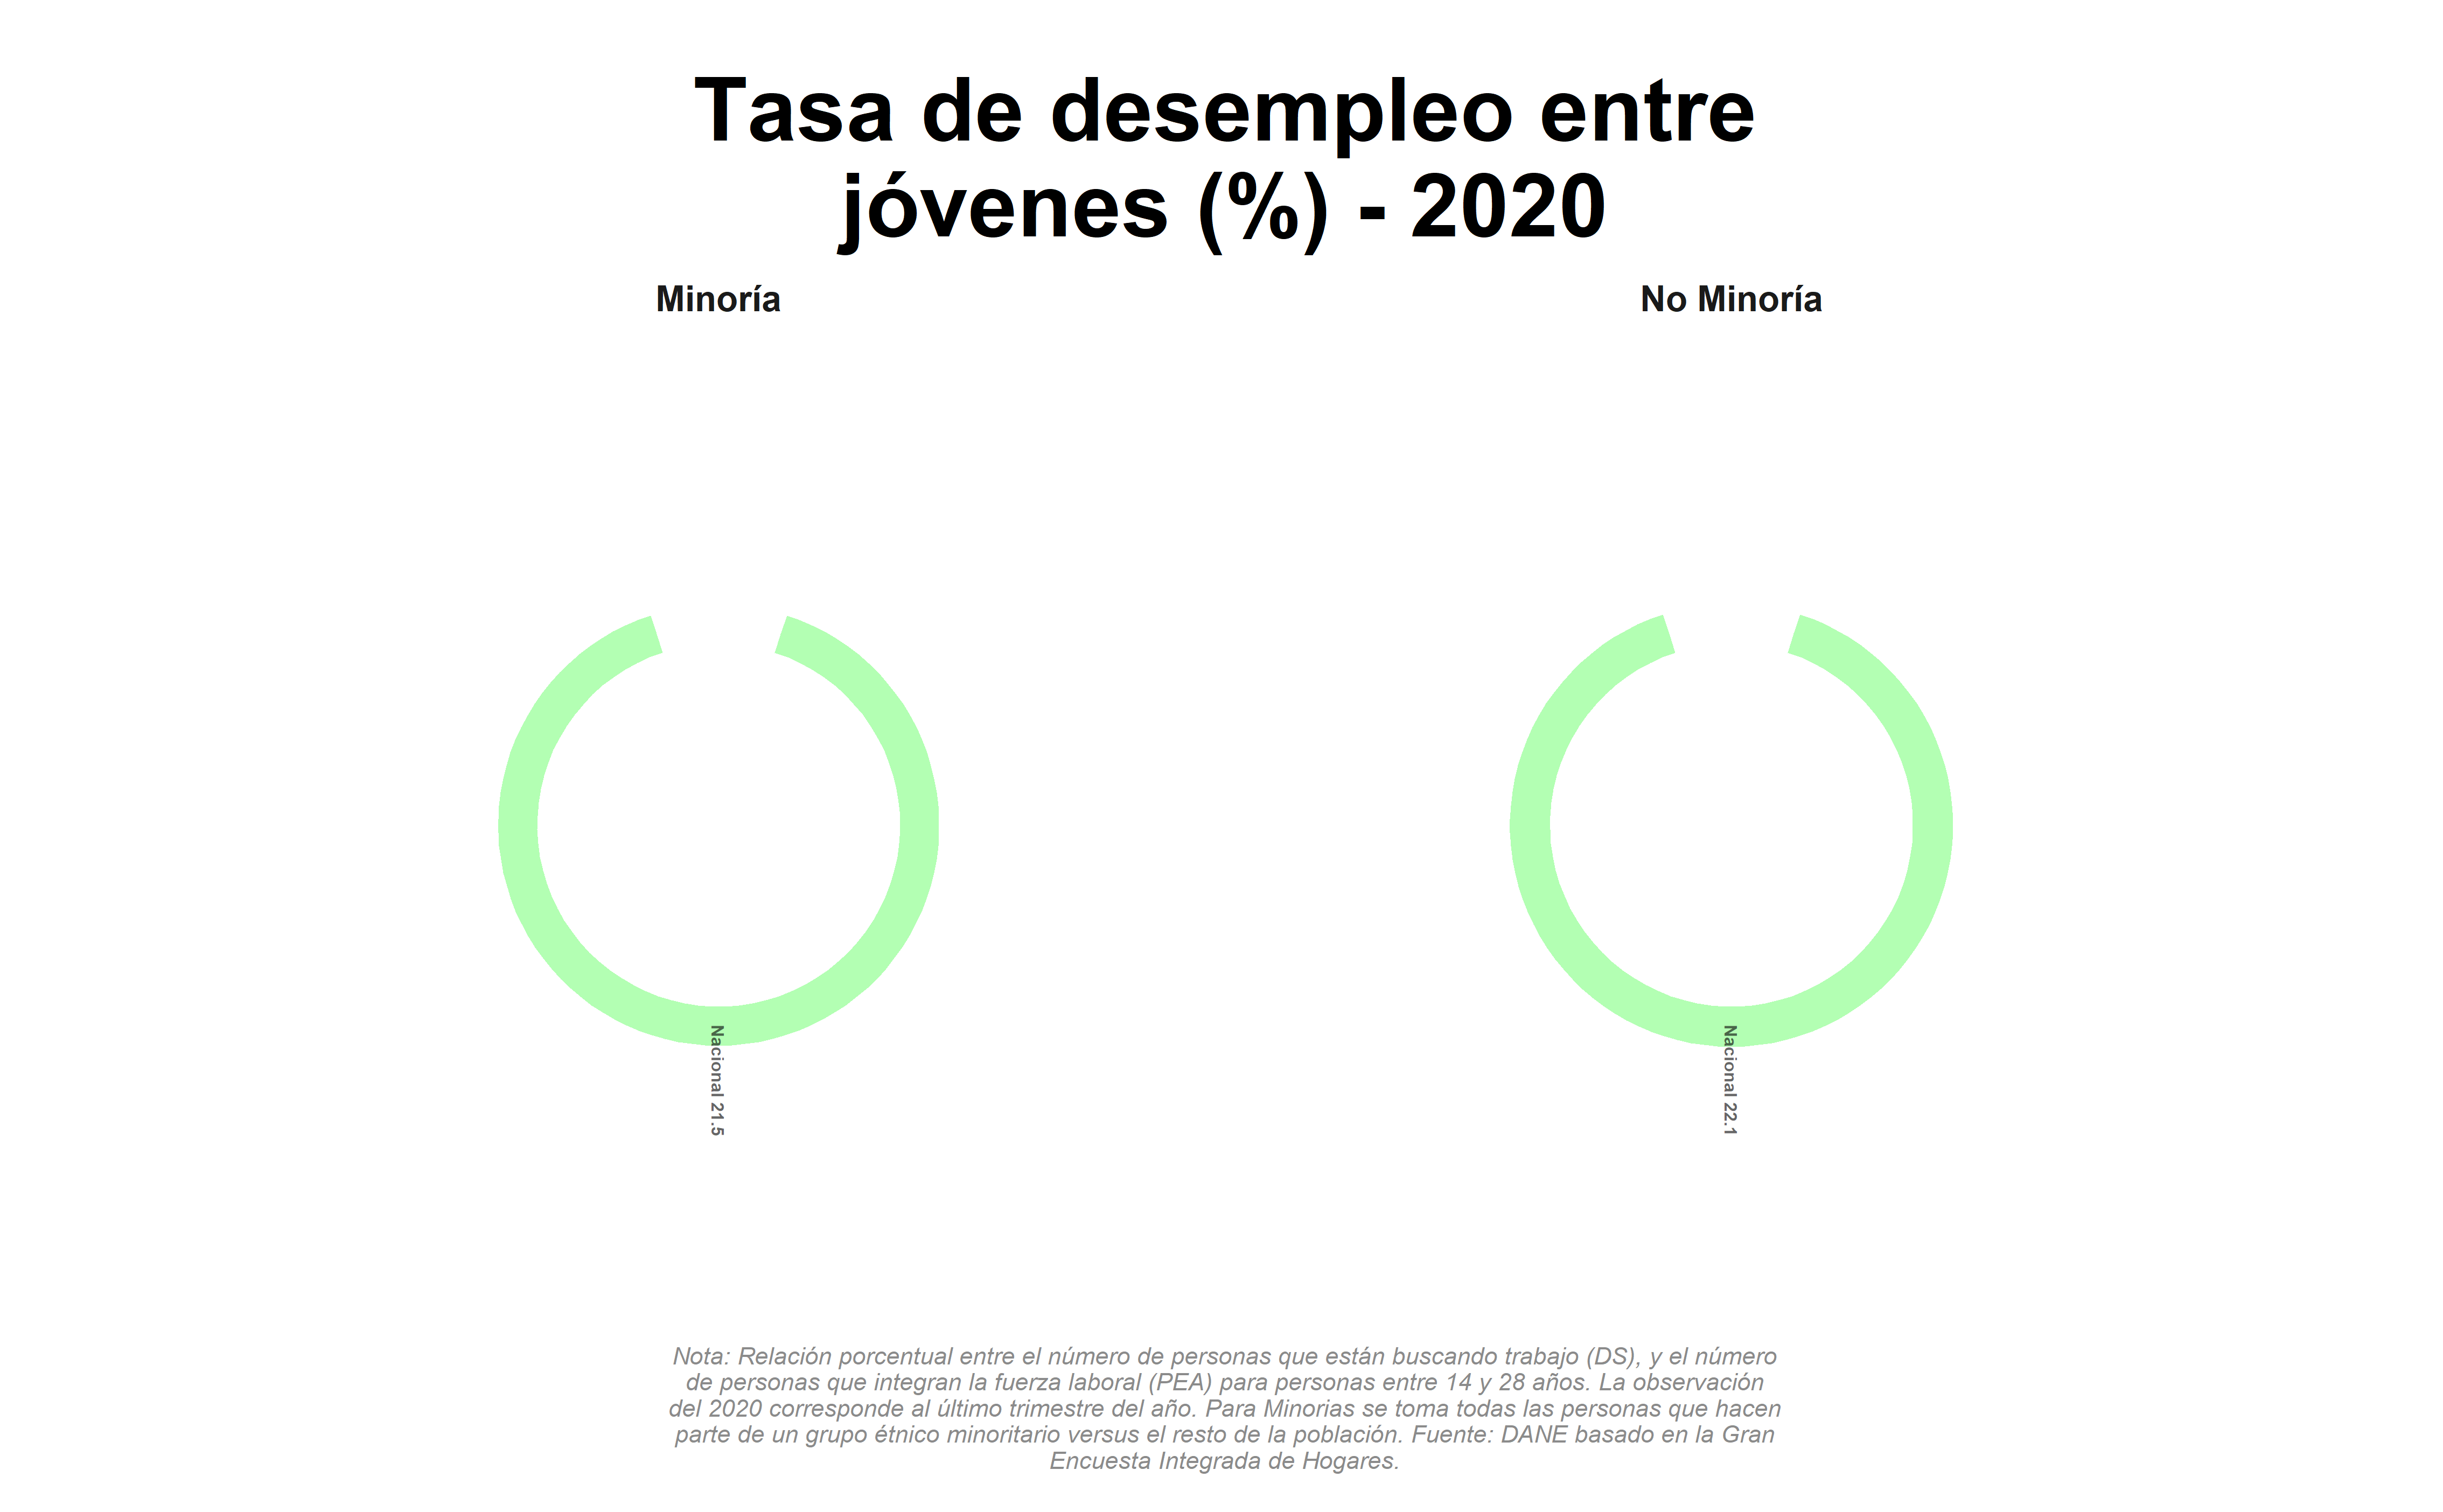 Tasa de desempleo entre
jóvenes (%) - 2020
Minoría
No Minoría
Nacional 21.5
Nacional 22.1
Nota: Relación porcentual entre el número de personas que están buscando trabajo (DS), y el número
de personas que integran la fuerza laboral (PEA) para personas entre 14 y 28 años. La observación
del 2020 corresponde al último trimestre del año. Para Minorias se toma todas las personas que hacen
parte de un grupo étnico minoritario versus el resto de la población. Fuente: DANE basado en la Gran
Encuesta Integrada de Hogares.